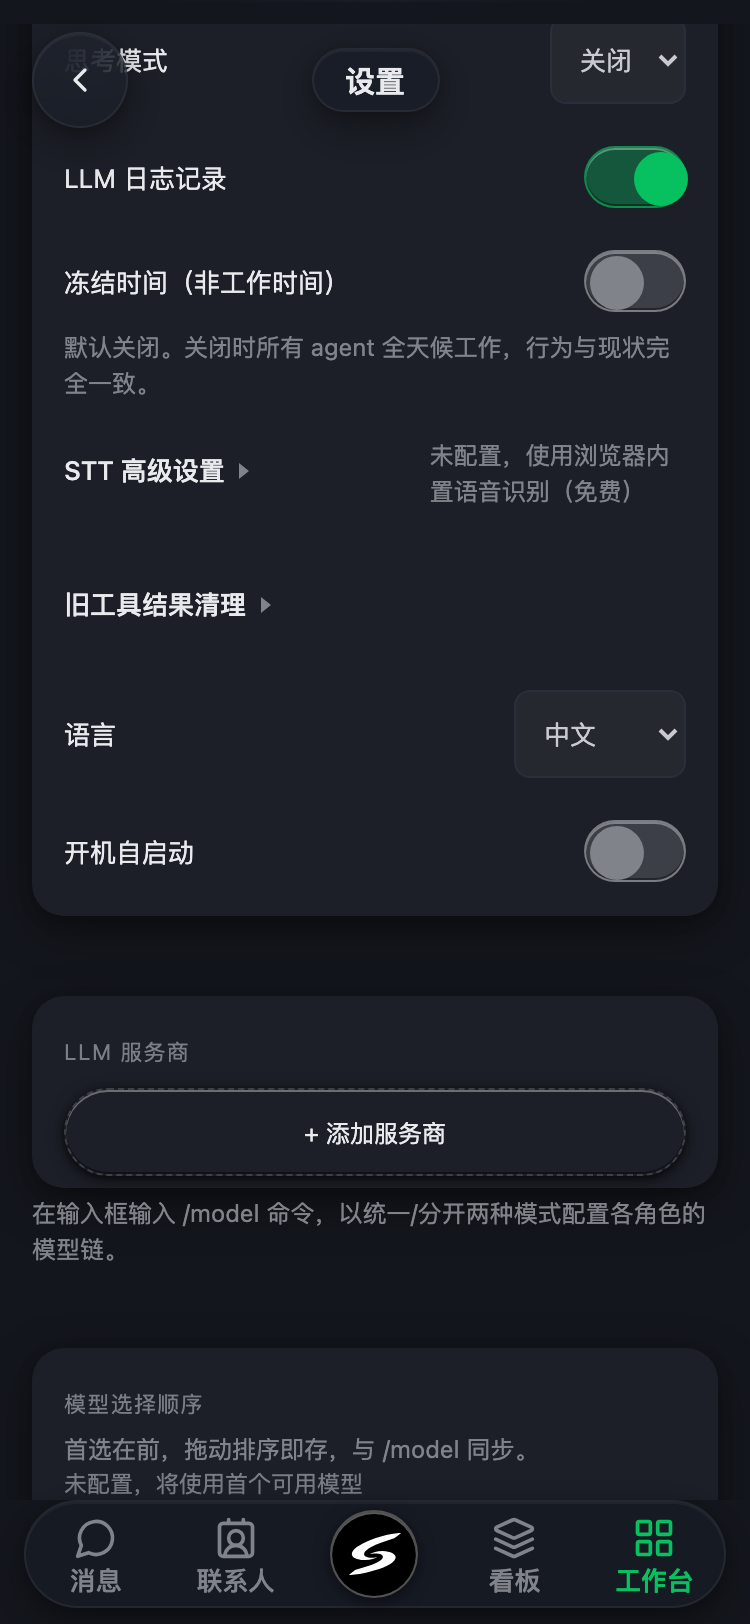 思考模式
关闭
设置
LLM 日志记录
冻结时间（非工作时间）
默认关闭。关闭时所有 agent 全天候工作，行为与现状完
全一致。
STT 高级设置
未配置，使用浏览器内
置语音识别（免费）
旧工具结果清理
语言
中文
开机自启动
LLM 服务商
+ 添加服务商
在输入框输入 /model 命令，以统一/分开两种模式配置各角色的
模型链。
模型选择顺序
首选在前，拖动排序即存，与 /model 同步。
未配置，将使用首个可用模型
消息
联系人
看板
工作台